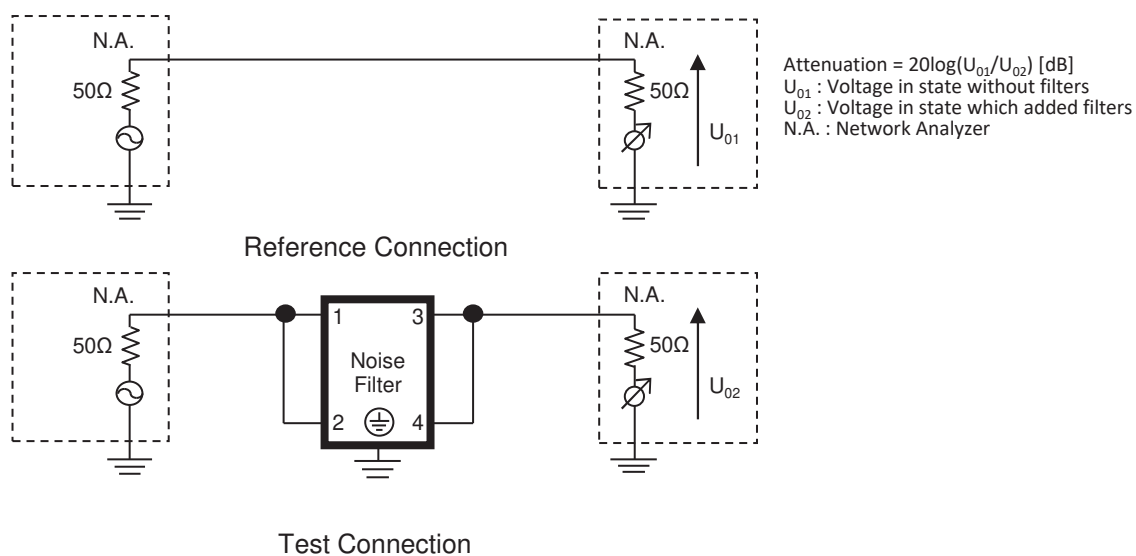 N.A.
50Ω
N.A.
50Ω
U₀₁
Attenuation = 20log(U₀₁/U₀₂) [dB]
U₀₁ : Voltage in state without filters
U₀₂ : Voltage in state which added filters
N.A. : Network Analyzer
Reference Connection
N.A.
50Ω
1 3
Noise
Filter
2 4
N.A.
50Ω
U₀₂
Test Connection